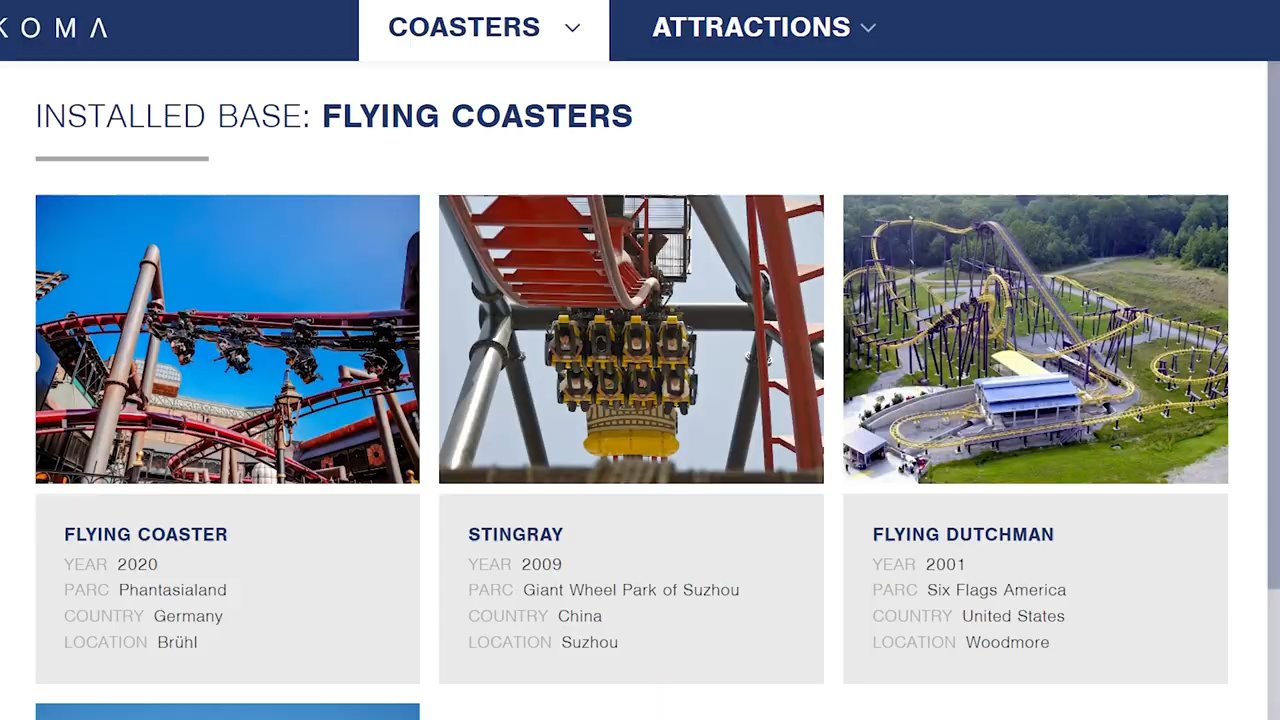 KOMΛ
COASTERS
ATTRACTIONS
INSTALLED BASE: FLYING COASTERS
FLYING COASTER
YEAR 2020
PARC Phantasialand
COUNTRY Germany
LOCATION Brühl
STINGRAY
YEAR 2009
PARC Giant Wheel Park of Suzhou
COUNTRY China
LOCATION Suzhou
FLYING DUTCHMAN
YEAR 2001
PARC Six Flags America
COUNTRY United States
LOCATION Woodmore